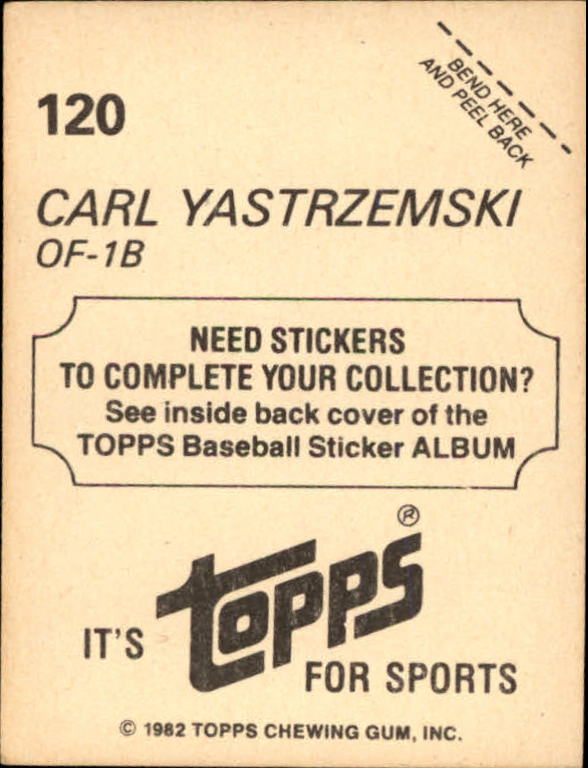 BEND HERE
AND PEEL BACK
120
CARL YASTRZEMSKI
OF-1B
NEED STICKERS
TO COMPLETE YOUR COLLECTION?
See inside back cover of the
TOPPS Baseball Sticker ALBUM
IT'S topps®
FOR SPORTS
© 1982 TOPPS CHEWING GUM, INC.